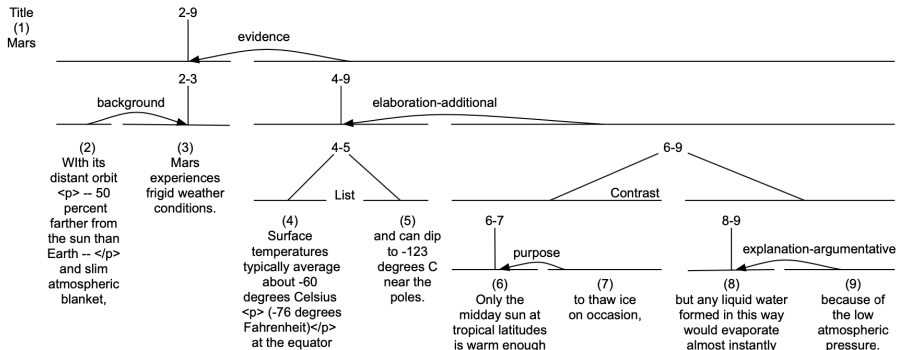 Title
(1)
Mars
2-9
evidence
2-3
4-9
background
elaboration-additional
(2)
WIth its
distant orbit
<p> -- 50
percent
farther from
the sun than
Earth -- </p>
and slim
atmospheric
blanket,
(3)
Mars
experiences
frigid weather
conditions.
4-5
List
6-9
Contrast
(4)
Surface
temperatures
typically average
about -60
degrees Celsius
<p> (-76 degrees
Fahrenheit)</p>
at the equator
(5)
and can dip
to -123
degrees C
near the
poles.
6-7
purpose
8-9
explanation-argumentative
(6)
Only the
midday sun at
tropical latitudes
is warm enough
(7)
to thaw ice
on occasion,
(8)
but any liquid water
formed in this way
would evaporate
almost instantly
(9)
because of
the low
atmospheric
pressure.